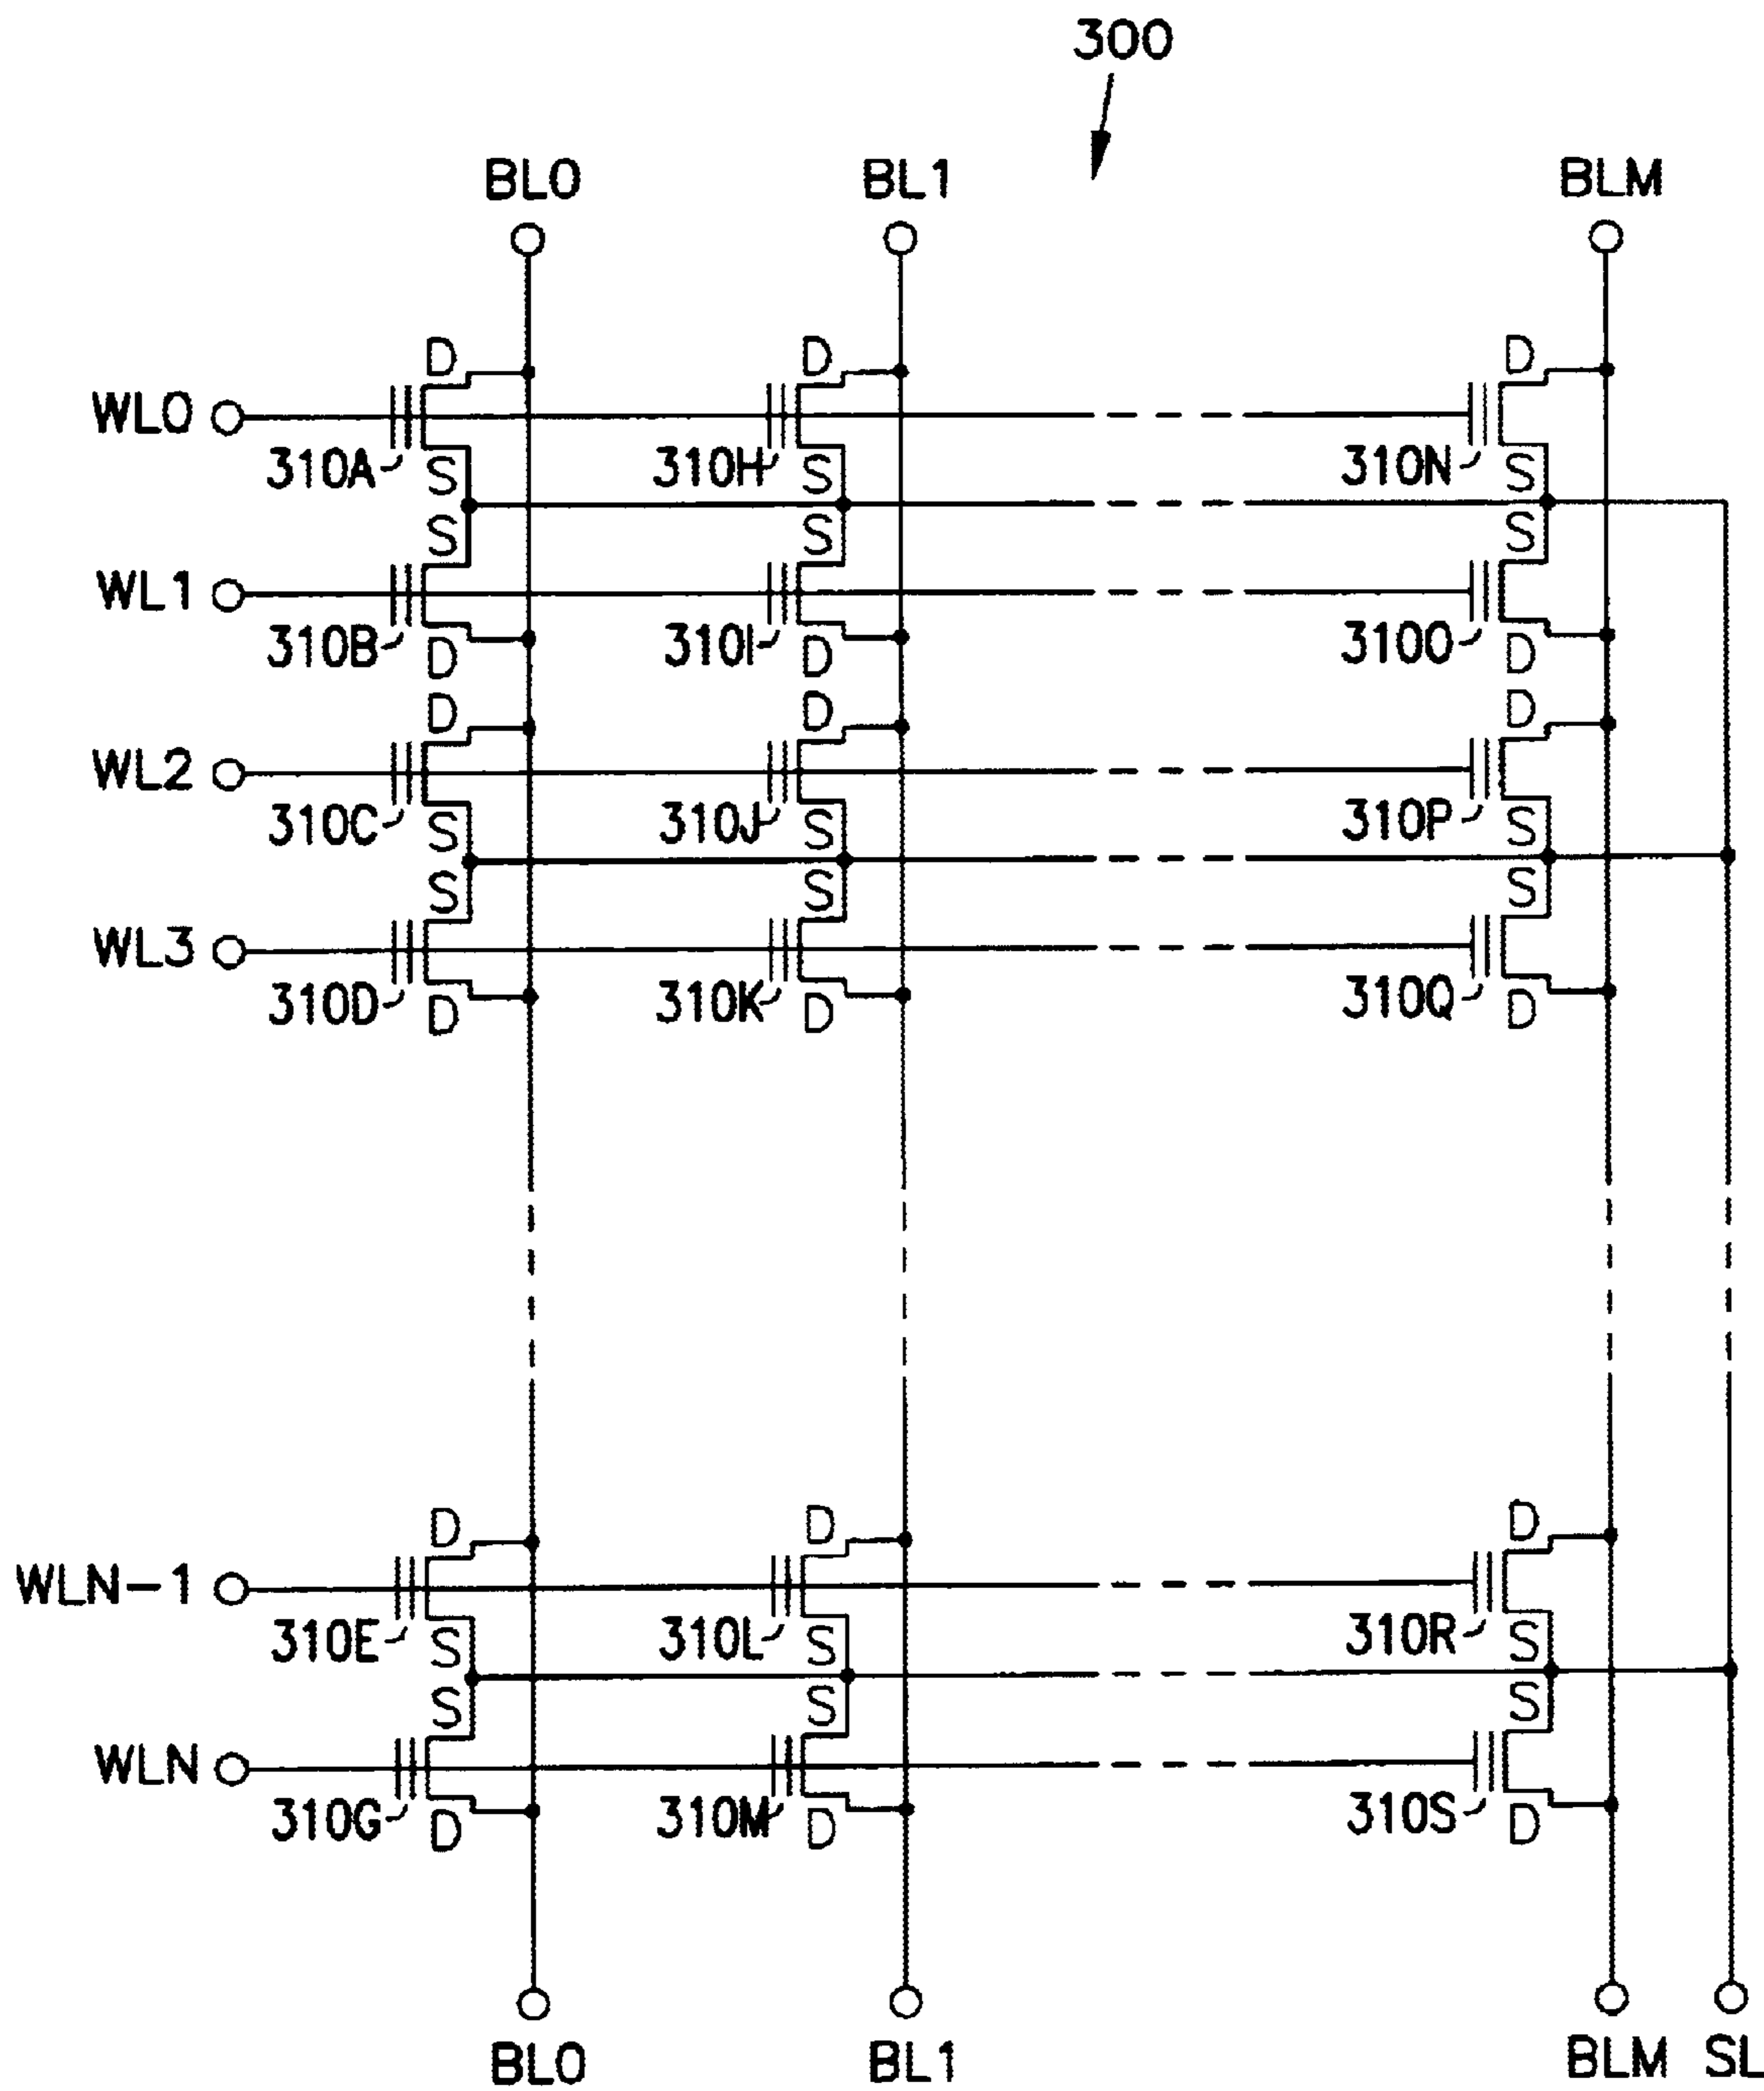 300
BL0 BL1 BLM
D D D
WL0
310A 310H 310N
S S S
S S S
WL1
310B 310I 310O
D D D
D D D
WL2
310C 310J 310P
S S S
S S S
WL3
310D 310K 310Q
D D D
D D D
WLN-1
310E 310L 310R
S S S
S S S
WLN
310G 310M 310S
D D D
BL0 BL1 BLM SL